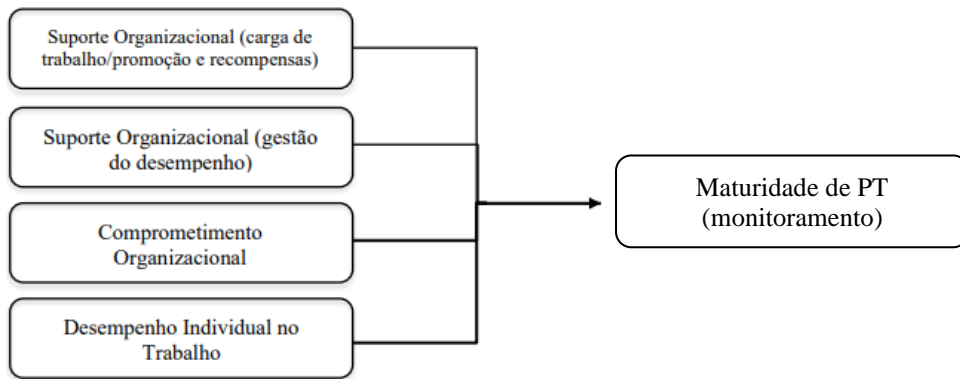 Suporte Organizacional (carga de
trabalho/promoção e recompensas)
Suporte Organizacional (gestão
do desempenho)
Comprometimento
Organizacional
Desempenho Individual no
Trabalho
Maturidade de PT
(monitoramento)